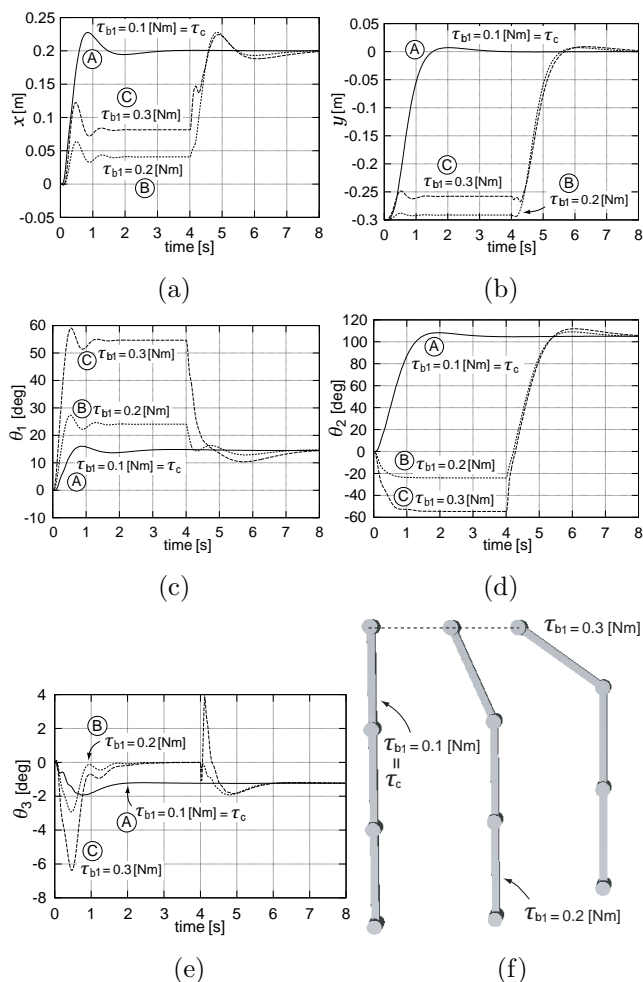 τb1=0.1 [Nm]=τc
A
C
τb1=0.3 [Nm]
τb1=0.2 [Nm]
B
x [m]
0.25
0.20
0.15
0.1
0.05
0
-0.05
0 1 2 3 4 5 6 7 8
time [s]
(a)
τb1=0.1 [Nm]=τc
A
C
τb1=0.3 [Nm]
B
τb1=0.2 [Nm]
y [m]
0.05
0
-0.05
-0.1
-0.15
-0.20
-0.25
-0.3
0 1 2 3 4 5 6 7 8
time [s]
(b)
C
τb1=0.3 [Nm]
B τb1=0.2 [Nm]
τb1=0.1 [Nm]=τc
A
θ1 [deg]
60
50
40
30
20
10
0
-10
0 1 2 3 4 5 6 7 8
time [s]
(c)
A
τb1=0.1 [Nm]=τc
B τb1=0.2 [Nm]
C τb1=0.3 [Nm]
θ2 [deg]
120
100
80
60
40
20
0
-20
-40
-60
0 1 2 3 4 5 6 7 8
time [s]
(d)
B
τb1=0.2 [Nm]
τb1=0.1 [Nm]=τc
A
C
τb1=0.3 [Nm]
θ3 [deg]
4
2
0
-2
-4
-6
-8
0 1 2 3 4 5 6 7 8
time [s]
(e)
τb1=0.3 [Nm]
τb1=0.1 [Nm]
=
τc
τb1=0.2 [Nm]
(f)